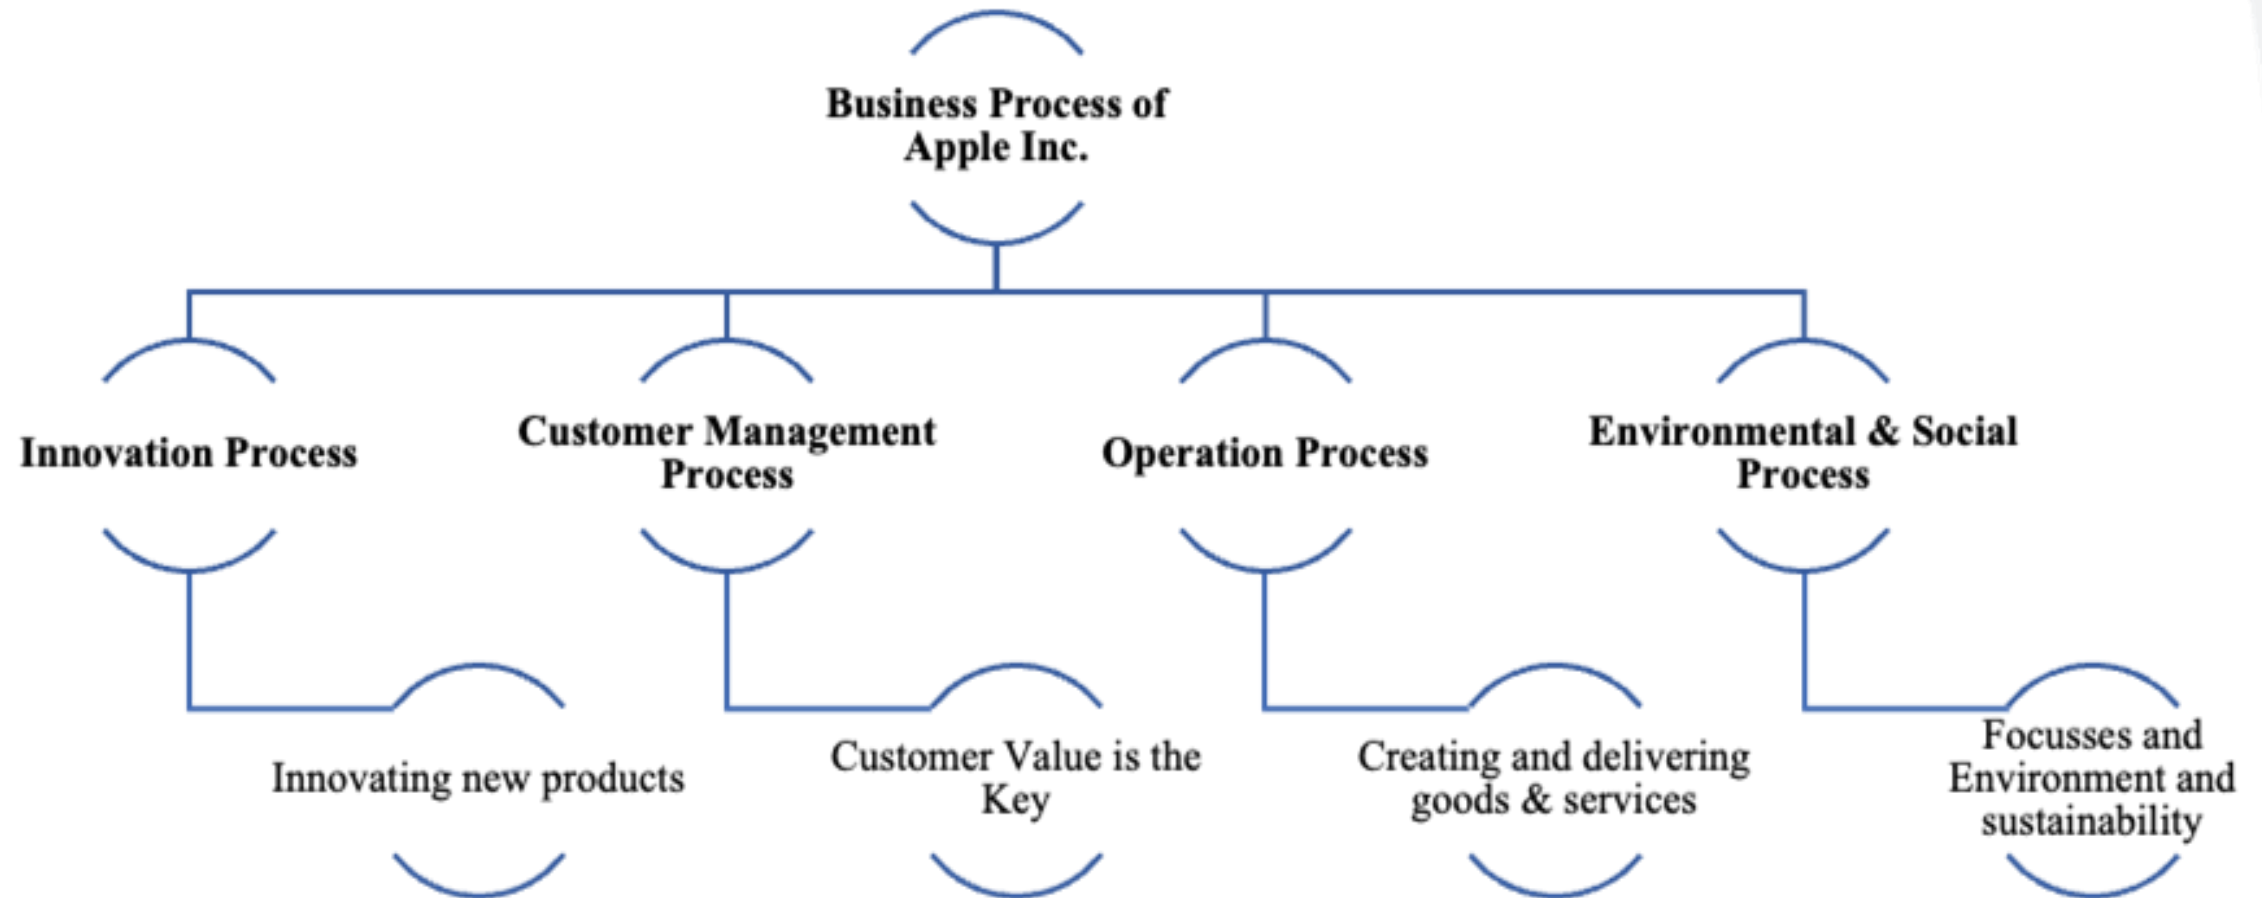 Business Process of
Apple Inc.
Innovation Process
Customer Management
Process
Operation Process
Environmental & Social
Process
Innovating new products
Customer Value is the
Key
Creating and delivering
goods & services
Focusses and
Environment and
sustainability